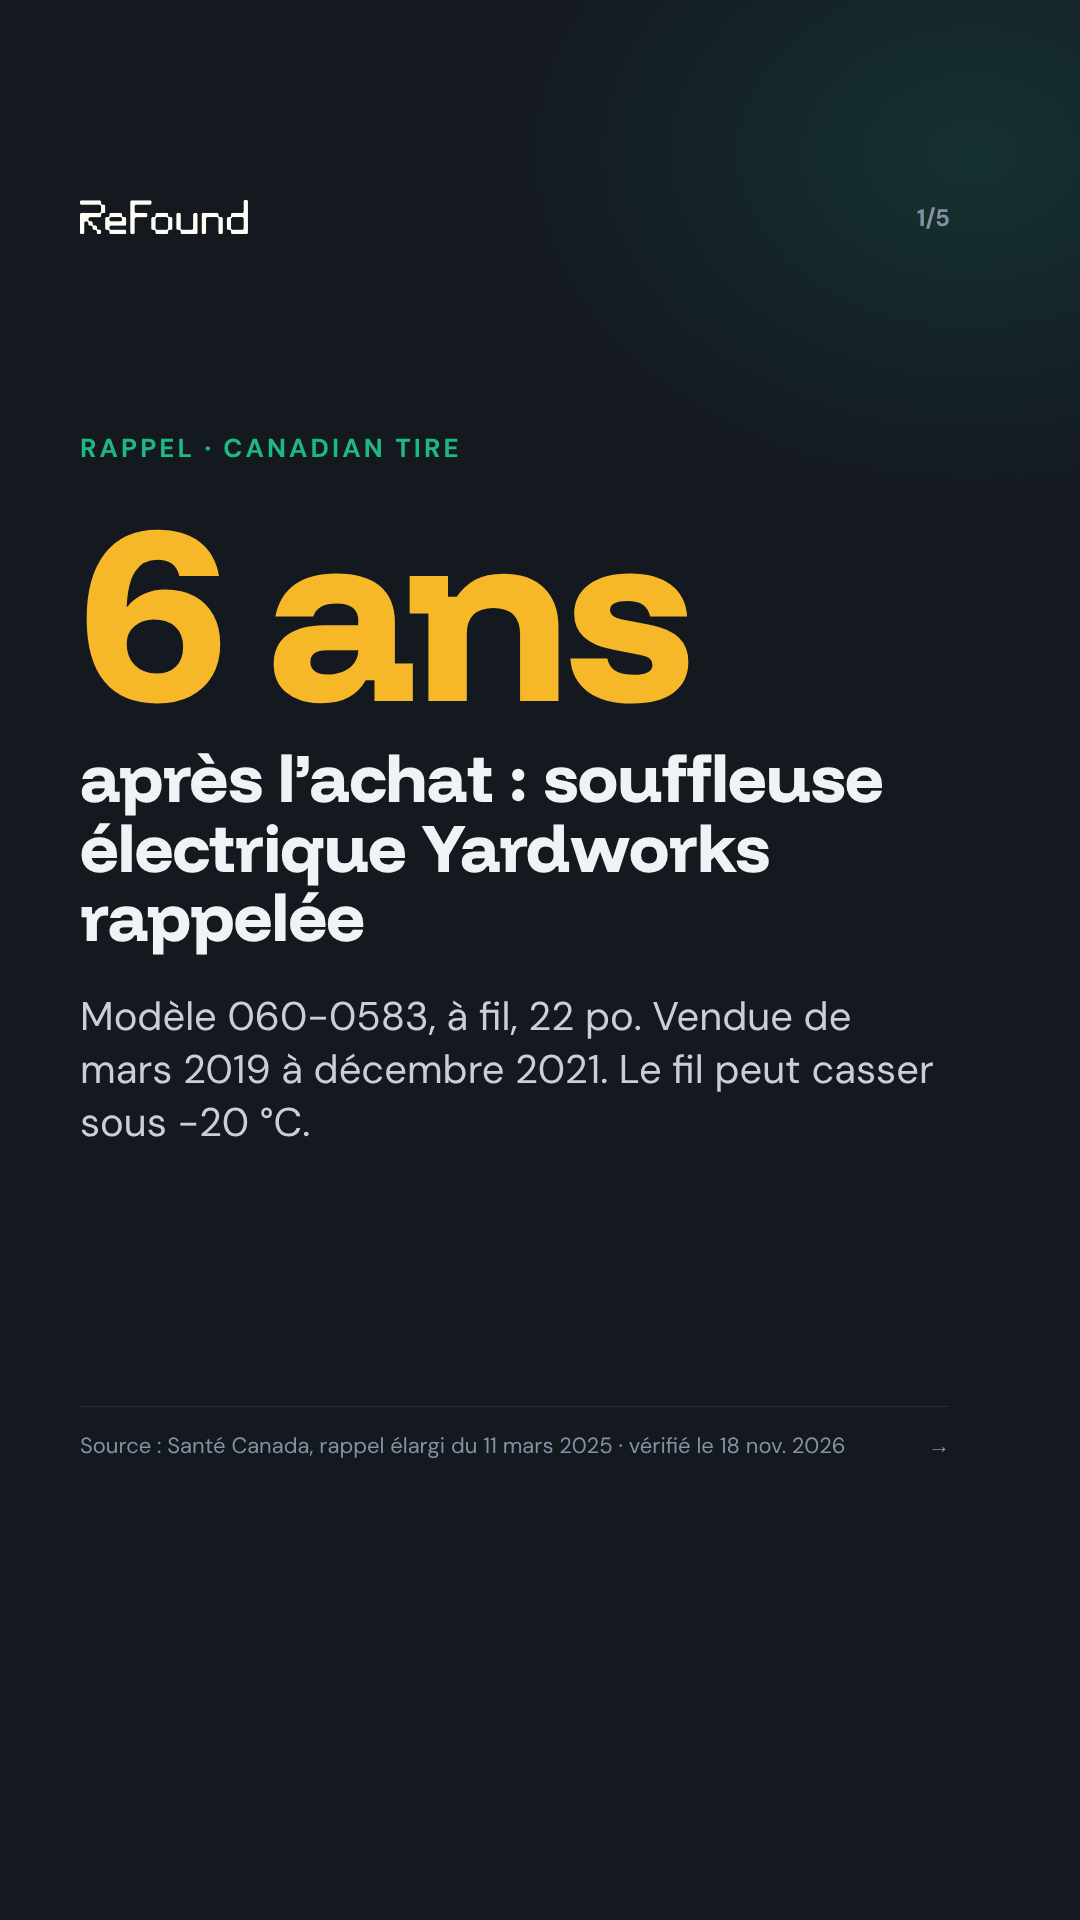 ReFound
1/5
RAPPEL · CANADIAN TIRE
6 ans
après l’achat : souffleuse
électrique Yardworks
rappelée
Modèle 060-0583, à fil, 22 po. Vendue de
mars 2019 à décembre 2021. Le fil peut casser
sous −20 °C.
Source : Santé Canada, rappel élargi du 11 mars 2025 · vérifié le 18 nov. 2026 →